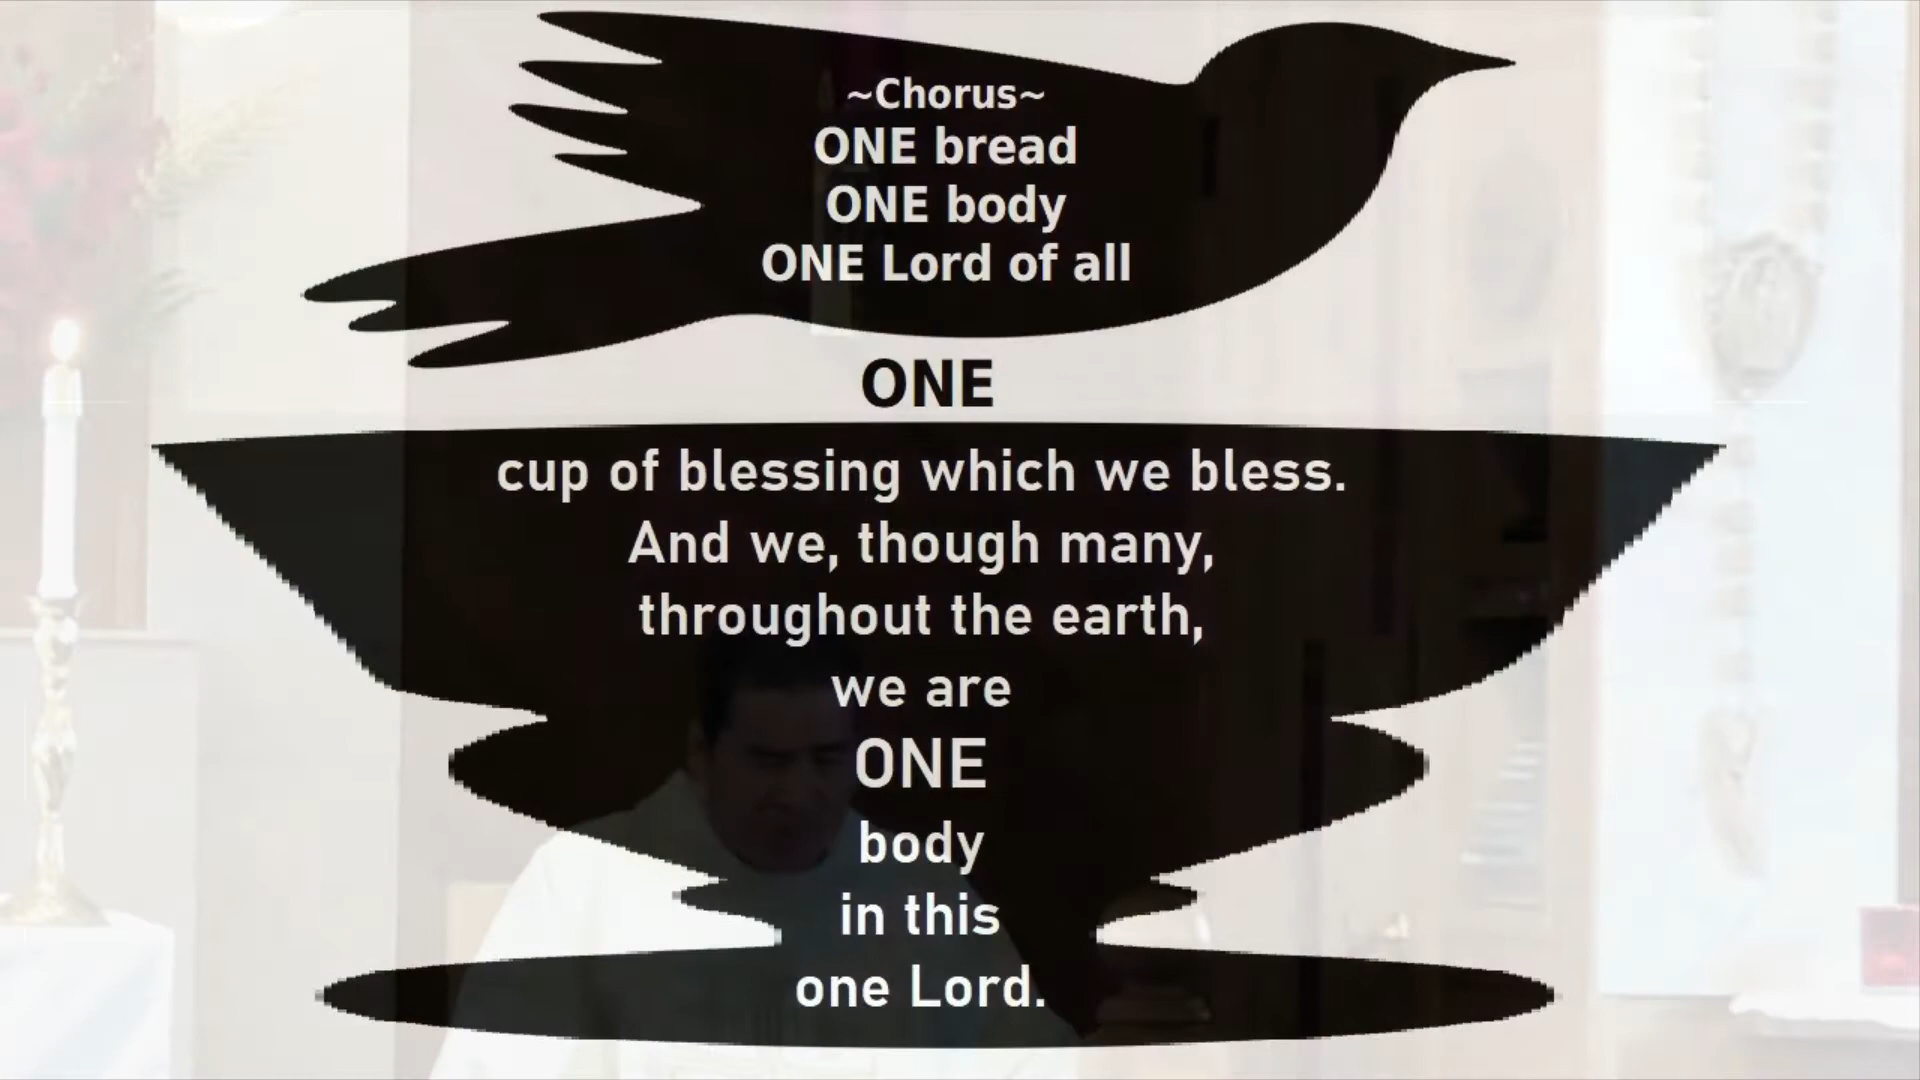 ~Chorus~
ONE bread
ONE body
ONE Lord of all
ONE
cup of blessing which we bless.
And we, though many,
throughout the earth,
we are
ONE
body
in this
one Lord.